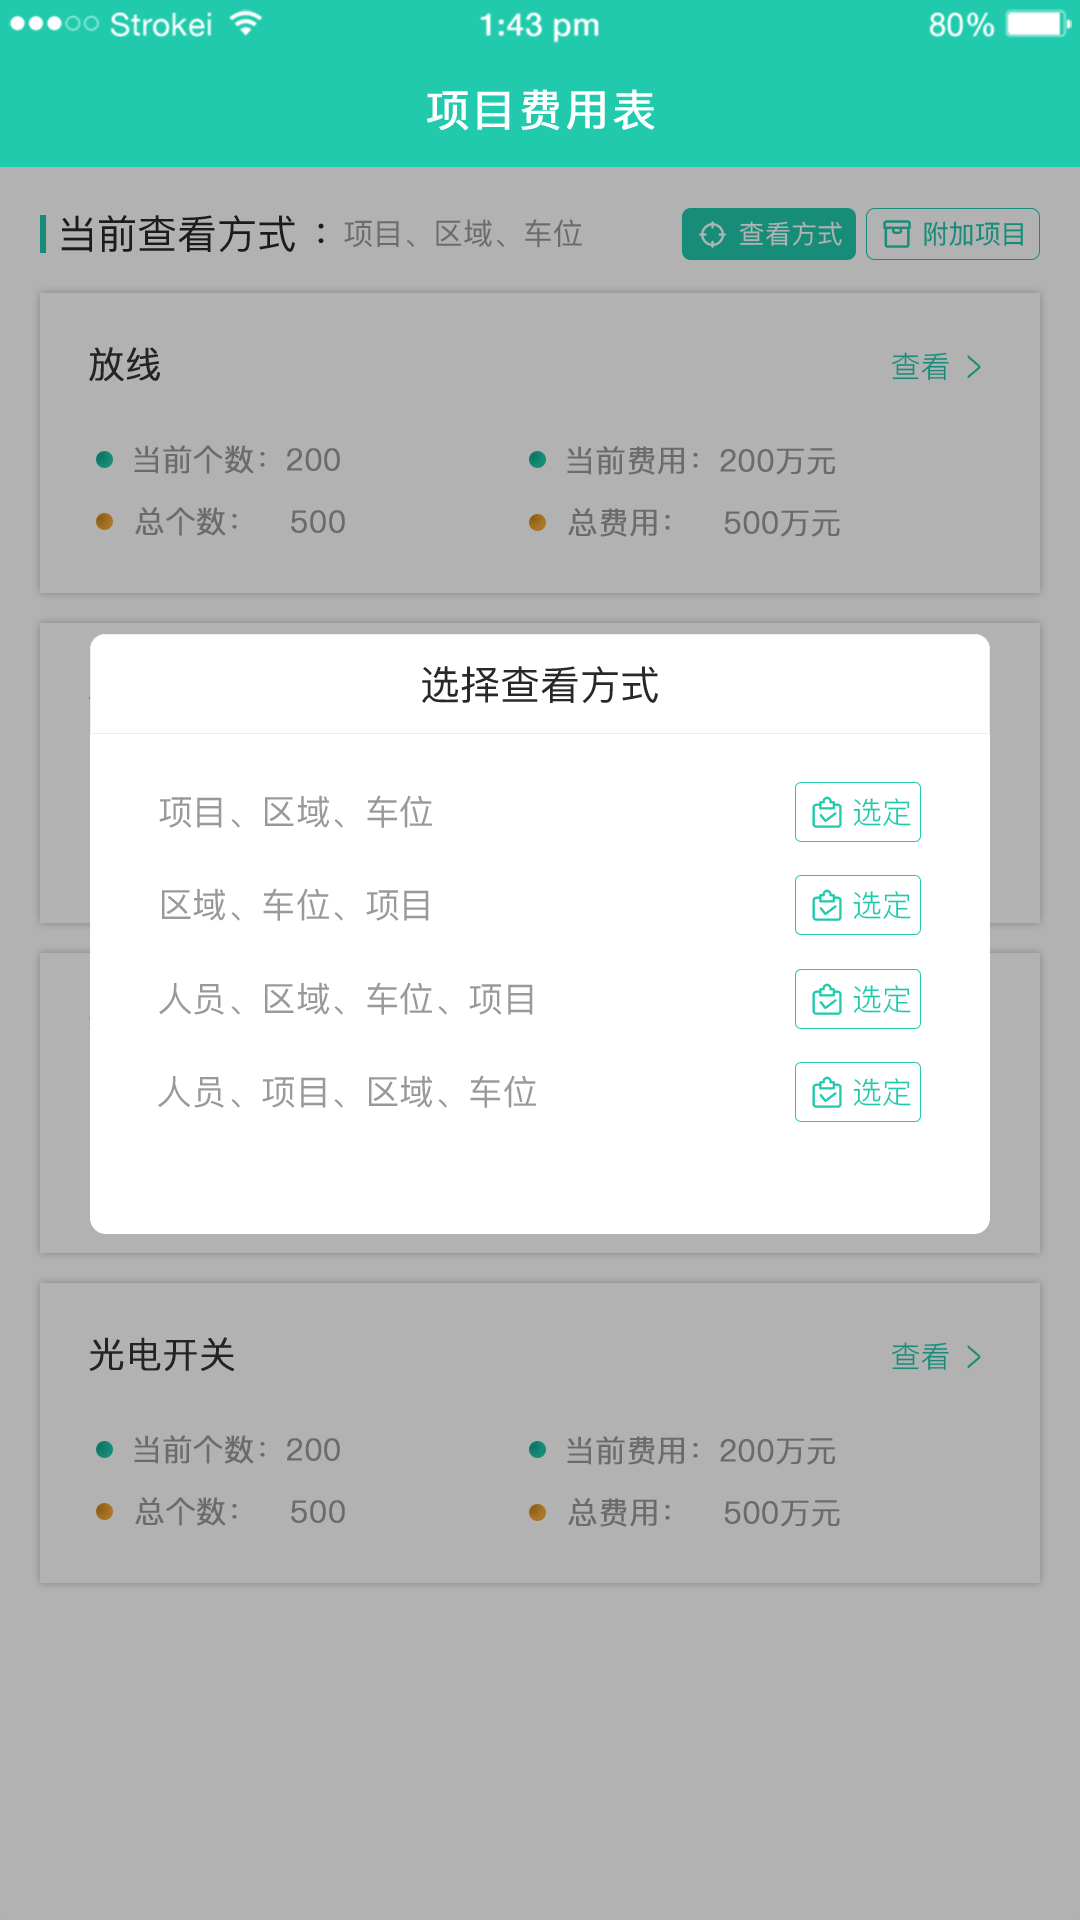 Strokei 1:43 pm 80%
项目费用表
当前查看方式 ：项目、区域、车位 查看方式 附加项目
放线 查看
当前个数：200 当前费用：200万元
总个数： 500 总费用： 500万元
选择查看方式
项目、区域、车位 选定
区域、车位、项目 选定
人员、区域、车位、项目 选定
人员、项目、区域、车位 选定
光电开关 查看
当前个数：200 当前费用：200万元
总个数： 500 总费用： 500万元